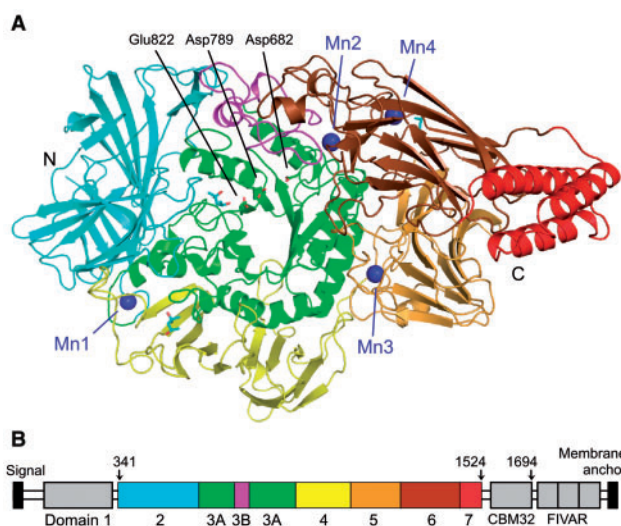 A
Glu822 Asp789 Asp682 Mn2 Mn4
N
C
Mn1
Mn3
B
Signal 341 1524 1694 Membrane
ancho
Domain 1 2 3A 3B 3A 4 5 6 7 CBM32 FIVAR